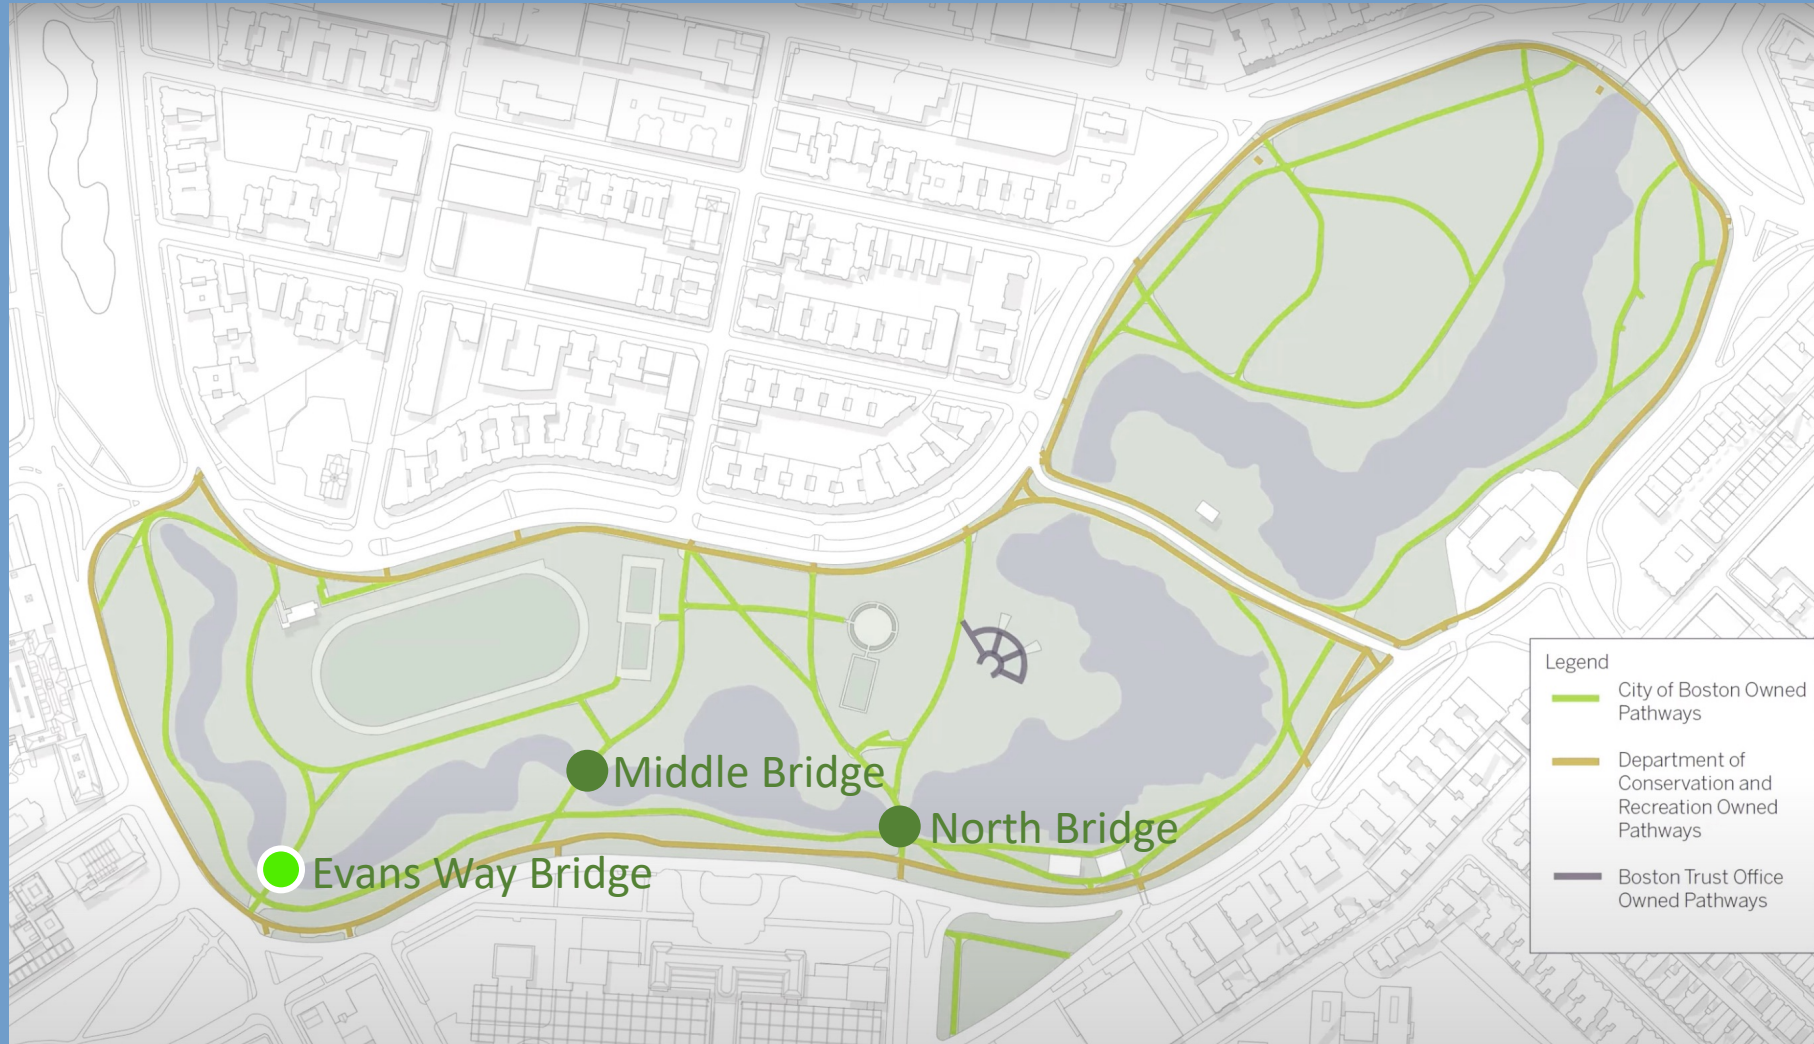 Middle Bridge
North Bridge
Evans Way Bridge
Legend
City of Boston Owned
Pathways
Department of
Conservation and
Recreation Owned
Pathways
Boston Trust Office
Owned Pathways